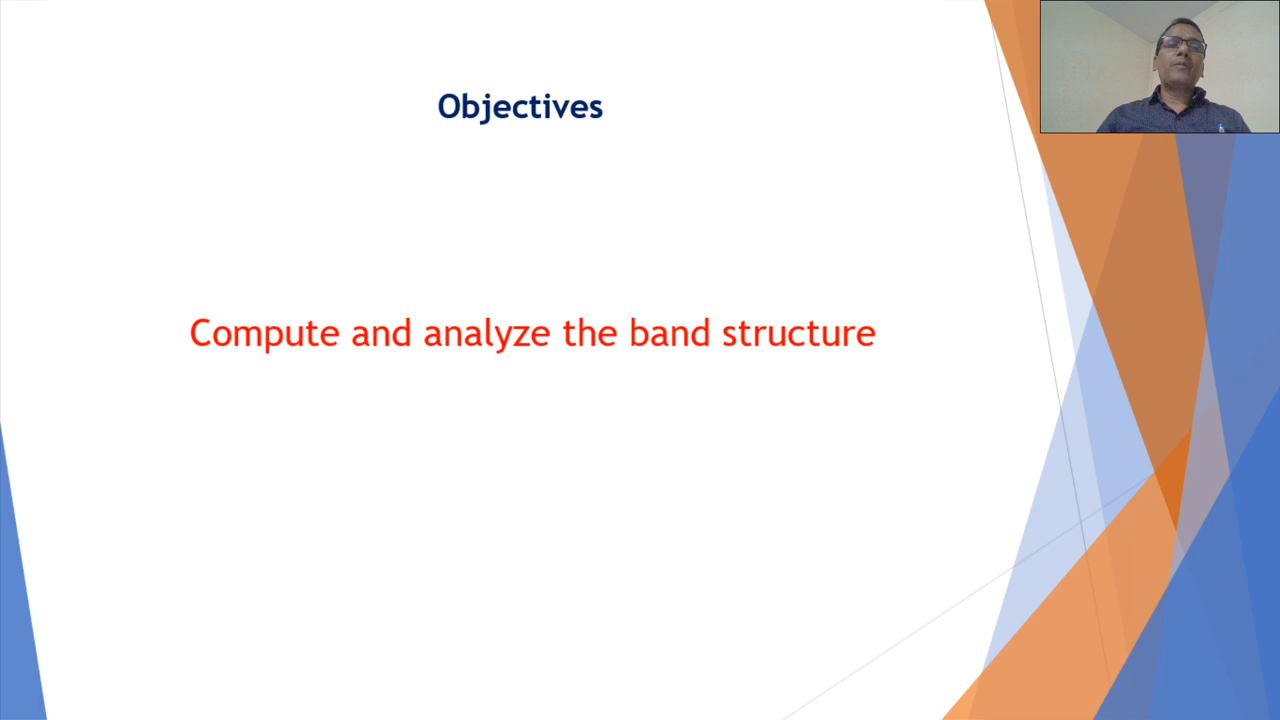 Objectives
Compute and analyze the band structure